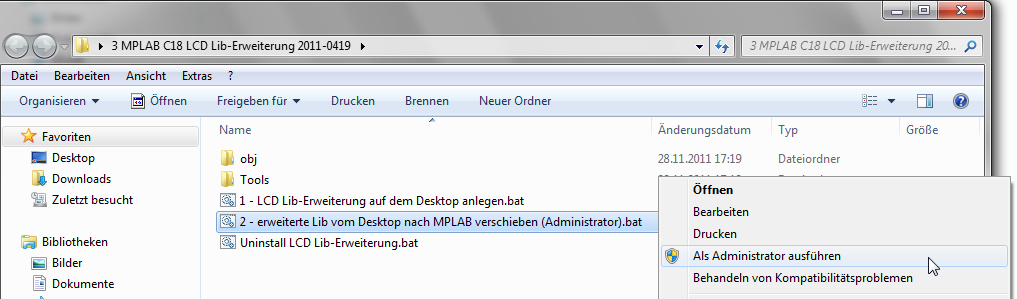 3 MPLAB C18 LCD Lib-Erweiterung 2011-0419
3 MPLAB C18 LCD Lib-Erweiterung 20...
Datei Bearbeiten Ansicht Extras ?
Organisieren Öffnen Freigeben für Drucken Brennen Neuer Ordner
Favoriten
Desktop
Downloads
Zuletzt besucht
Bibliotheken
Bilder
Dokumente
Name Änderungsdatum Typ Größe
obj 28.11.2011 17:19 Dateiordner
Tools
1 - LCD Lib-Erweiterung auf dem Desktop anlegen.bat
2 - erweiterte Lib vom Desktop nach MPLAB verschieben (Administrator).bat
Uninstall LCD Lib-Erweiterung.bat
Öffnen
Bearbeiten
Drucken
Als Administrator ausführen
Behandeln von Kompatibilitätsproblemen